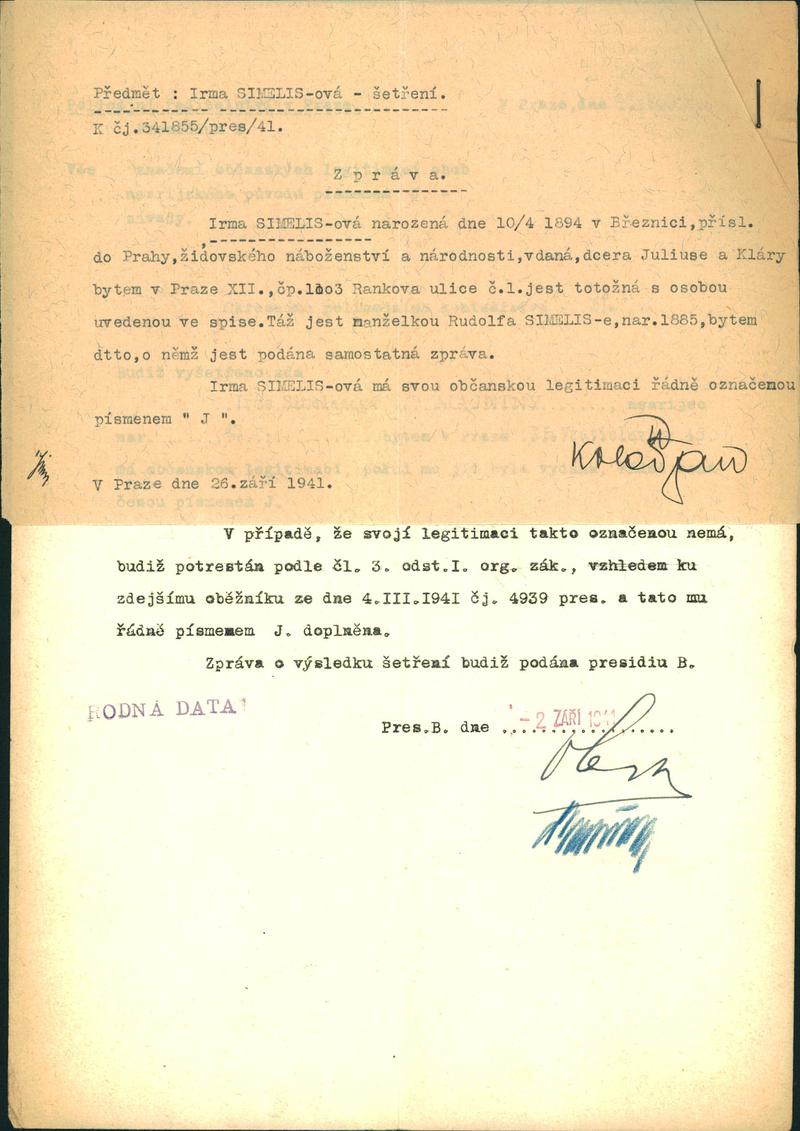 Předmět : Irma SIMELIS-ová - šetření.
K čj.341855/pres/41.
Z p r á v a.
Irma SIMELIS-ová narozená dne 10/4 1894 v Březnici,přísl.
do Prahy,židovského náboženství a národnosti,vdaná,dcera Juliuse a Kláry
bytem v Praze XII.,čp.1803 Rankova ulice č.1.jest totožná s osobou
uvedenou ve spise.Táž jest manželkou Rudolfa SIMELIS-e,nar.1885,bytem
dtto,o němž jest podána samostatná zpráva.
Irma SIMELIS-ová má svou občanskou legitimaci řádně označenou
písmenem " J ".
V Praze dne 26.září 1941.
V případě, že svojí legitimaci takto označenou nemá,
budiž potrestán podle čl. 3. odst.I. org. zák., vzhledem ku
zdejšímu oběžníku ze dne 4.III.1941 čj. 4939 pres. a tato mu
řádně písmenem J. doplněna.
Zpráva o výsledku šetření budiž podána presidiu B.
RODNÁ DATA
Pres.B. dne - 2 ZÁŘÍ 1941